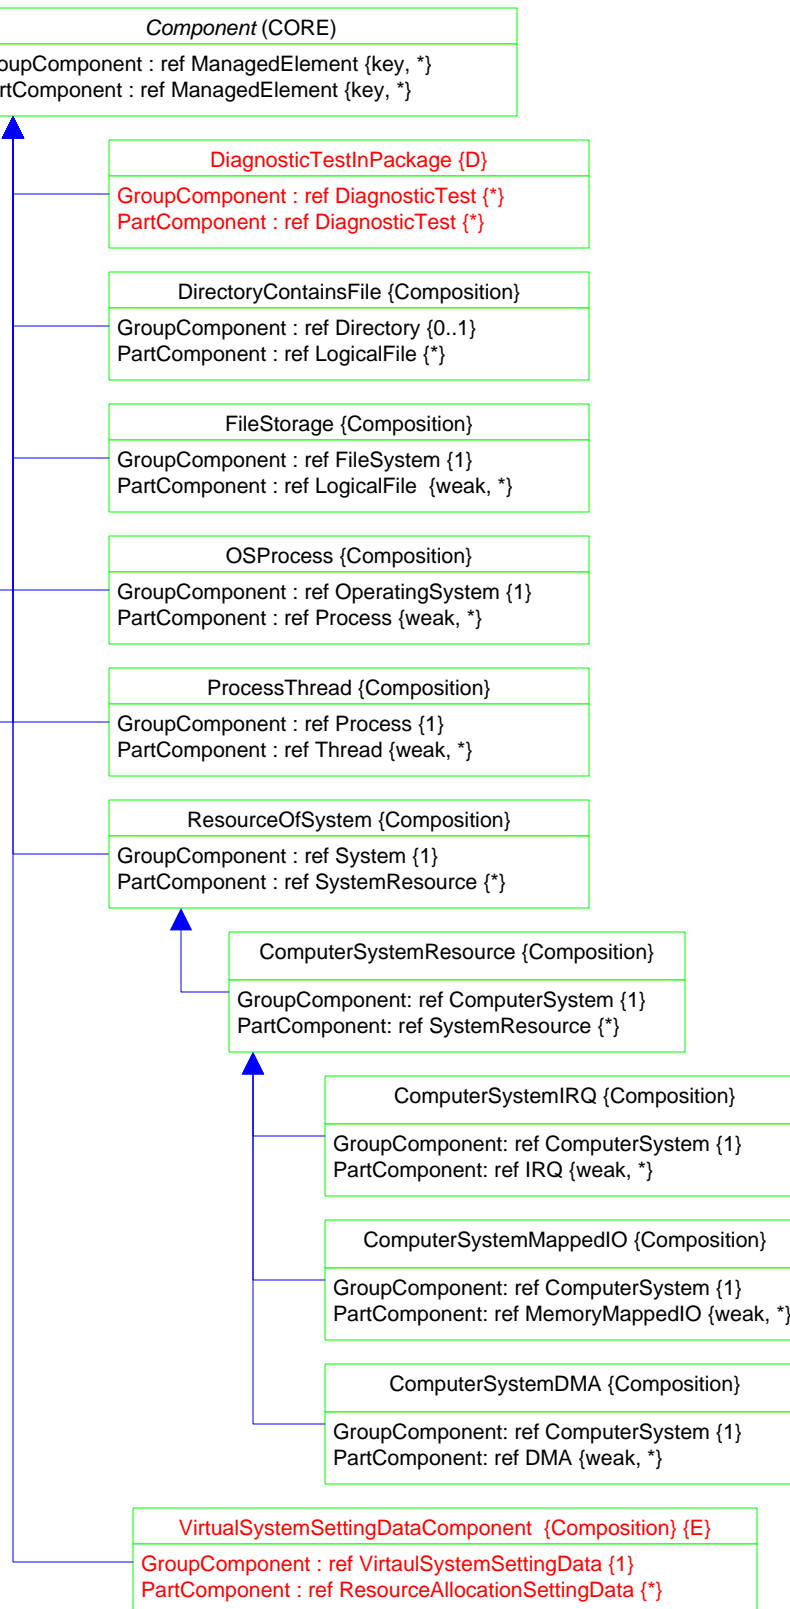 Component (CORE)
oupComponent : ref ManagedElement {key, *}
rtComponent : ref ManagedElement {key, *}
DiagnosticTestInPackage {D}
GroupComponent : ref DiagnosticTest {*}
PartComponent : ref DiagnosticTest {*}
DirectoryContainsFile {Composition}
GroupComponent : ref Directory {0..1}
PartComponent : ref LogicalFile {*}
FileStorage {Composition}
GroupComponent : ref FileSystem {1}
PartComponent : ref LogicalFile {weak, *}
OSProcess {Composition}
GroupComponent : ref OperatingSystem {1}
PartComponent : ref Process {weak, *}
ProcessThread {Composition}
GroupComponent : ref Process {1}
PartComponent : ref Thread {weak, *}
ResourceOfSystem {Composition}
GroupComponent : ref System {1}
PartComponent : ref SystemResource {*}
ComputerSystemResource {Composition}
GroupComponent: ref ComputerSystem {1}
PartComponent: ref SystemResource {*}
ComputerSystemIRQ {Composition}
GroupComponent: ref ComputerSystem {1}
PartComponent: ref IRQ {weak, *}
ComputerSystemMappedIO {Composition}
GroupComponent: ref ComputerSystem {1}
PartComponent: ref MemoryMappedIO {weak, *}
ComputerSystemDMA {Composition}
GroupComponent: ref ComputerSystem {1}
PartComponent: ref DMA {weak, *}
VirtualSystemSettingDataComponent {Composition} {E}
GroupComponent : ref VirtaulSystemSettingData {1}
PartComponent : ref ResourceAllocationSettingData {*}